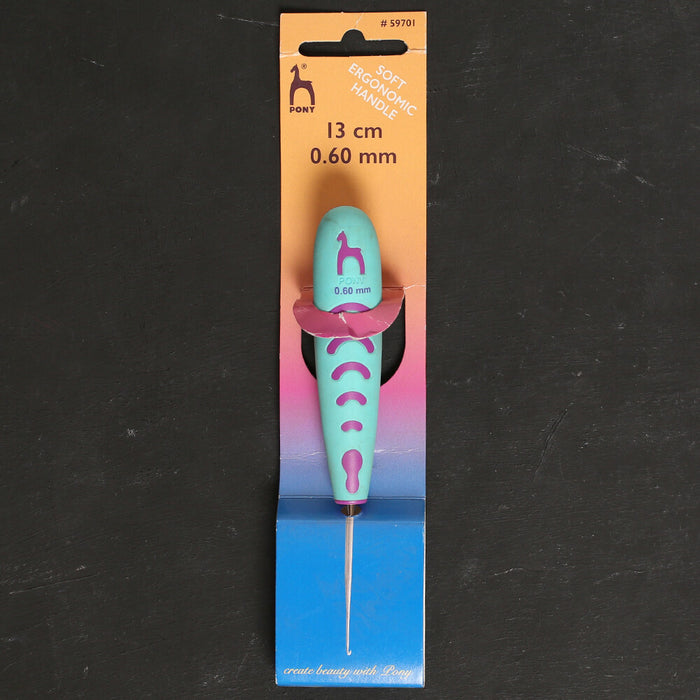 # 59701
®
PONY
SOFT
ERGONOMIC
HANDLE
13 cm
0.60 mm
PONY
0.60 mm
create beauty with Pony